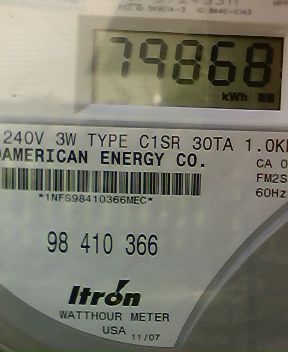 79868
kWh
240V 3W TYPE C1SR 30TA 1.0K
AMERICAN ENERGY CO.
CA 0
FM2S
60Hz
*1NFS98410366MEC*
98 410 366
Itron
WATTHOUR METER
USA 11/07